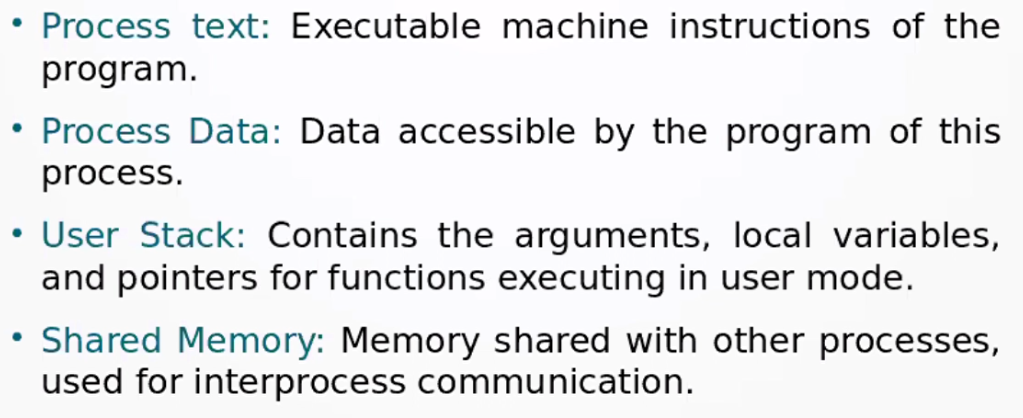 • Process text: Executable machine instructions of the
program.
• Process Data: Data accessible by the program of this
process.
• User Stack: Contains the arguments, local variables,
and pointers for functions executing in user mode.
• Shared Memory: Memory shared with other processes,
used for interprocess communication.